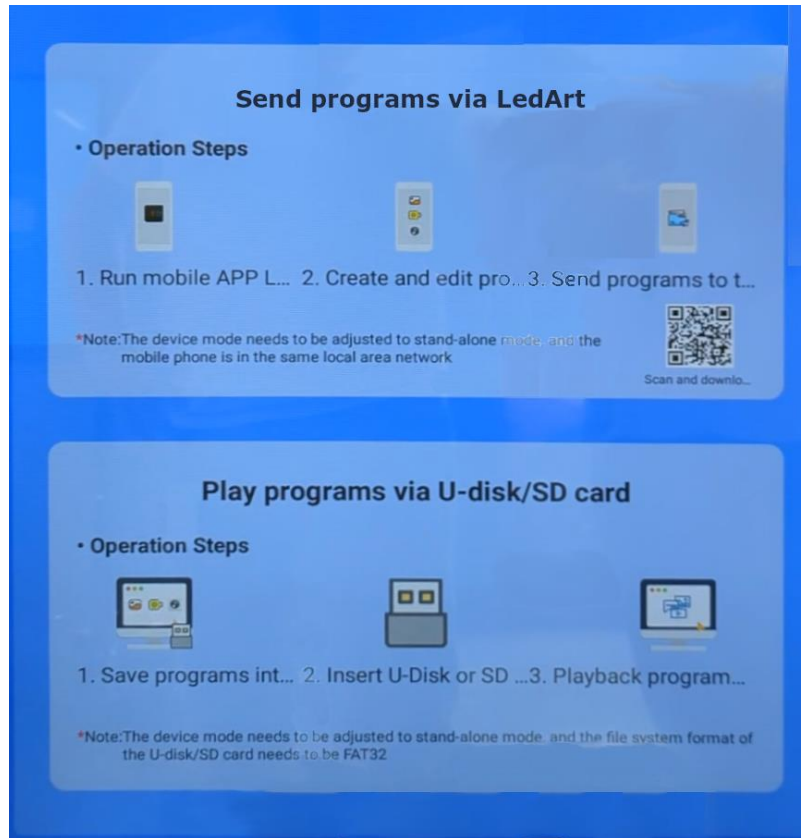 Send programs via LedArt
• Operation Steps
1. Run mobile APP L... 2. Create and edit pro... 3. Send programs to t...
*Note:The device mode needs to be adjusted to stand-alone mode, and the
mobile phone is in the same local area network
Scan and downlo...
Play programs via U-disk/SD card
• Operation Steps
1. Save programs int... 2. Insert U-Disk or SD ...3. Playback program...
*Note:The device mode needs to be adjusted to stand-alone mode, and the file system format of
the U-disk/SD card needs to be FAT32